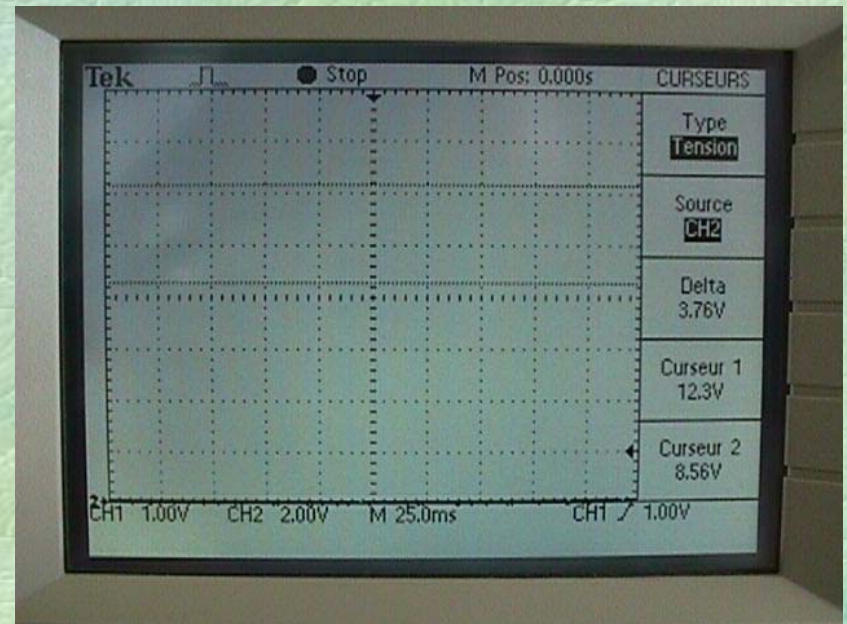 Tek Stop M Pos: 0.000s CURSEURS
Type
Tension
Source
CH2
Delta
3.76V
Curseur 1
12.3V
Curseur 2
8.56V
2
CH1 1.00V CH2 2.00V M 25.0ms CH1 1.00V